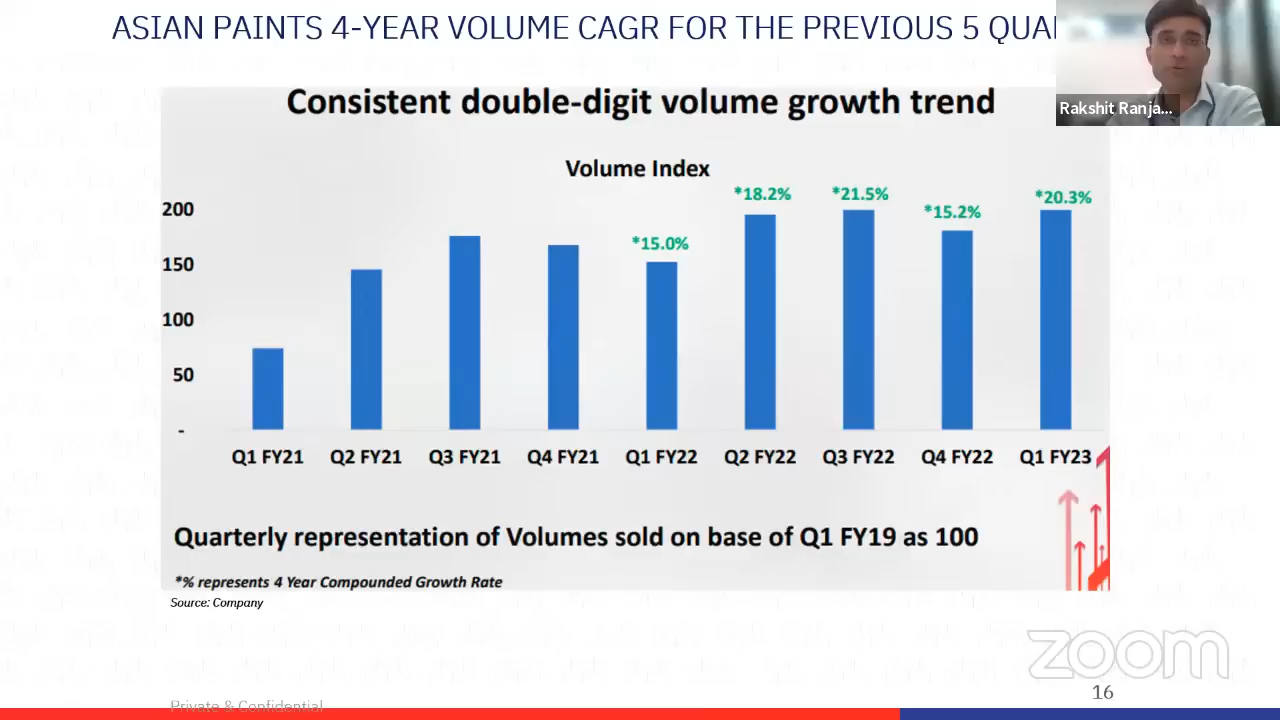 ASIAN PAINTS 4-YEAR VOLUME CAGR FOR THE PREVIOUS 5
Rakshit Ranja...
Consistent double-digit volume growth trend
Volume Index
200
150
100
50
-
*15.0%
*18.2%
*21.5%
*15.2%
*20.3%
Q1 FY21 Q2 FY21 Q3 FY21 Q4 FY21 Q1 FY22 Q2 FY22 Q3 FY22 Q4 FY22 Q1 FY23
Quarterly representation of Volumes sold on base of Q1 FY19 as 100
*% represents 4 Year Compounded Growth Rate
Source: Company
zoom
16
Private & Confidential